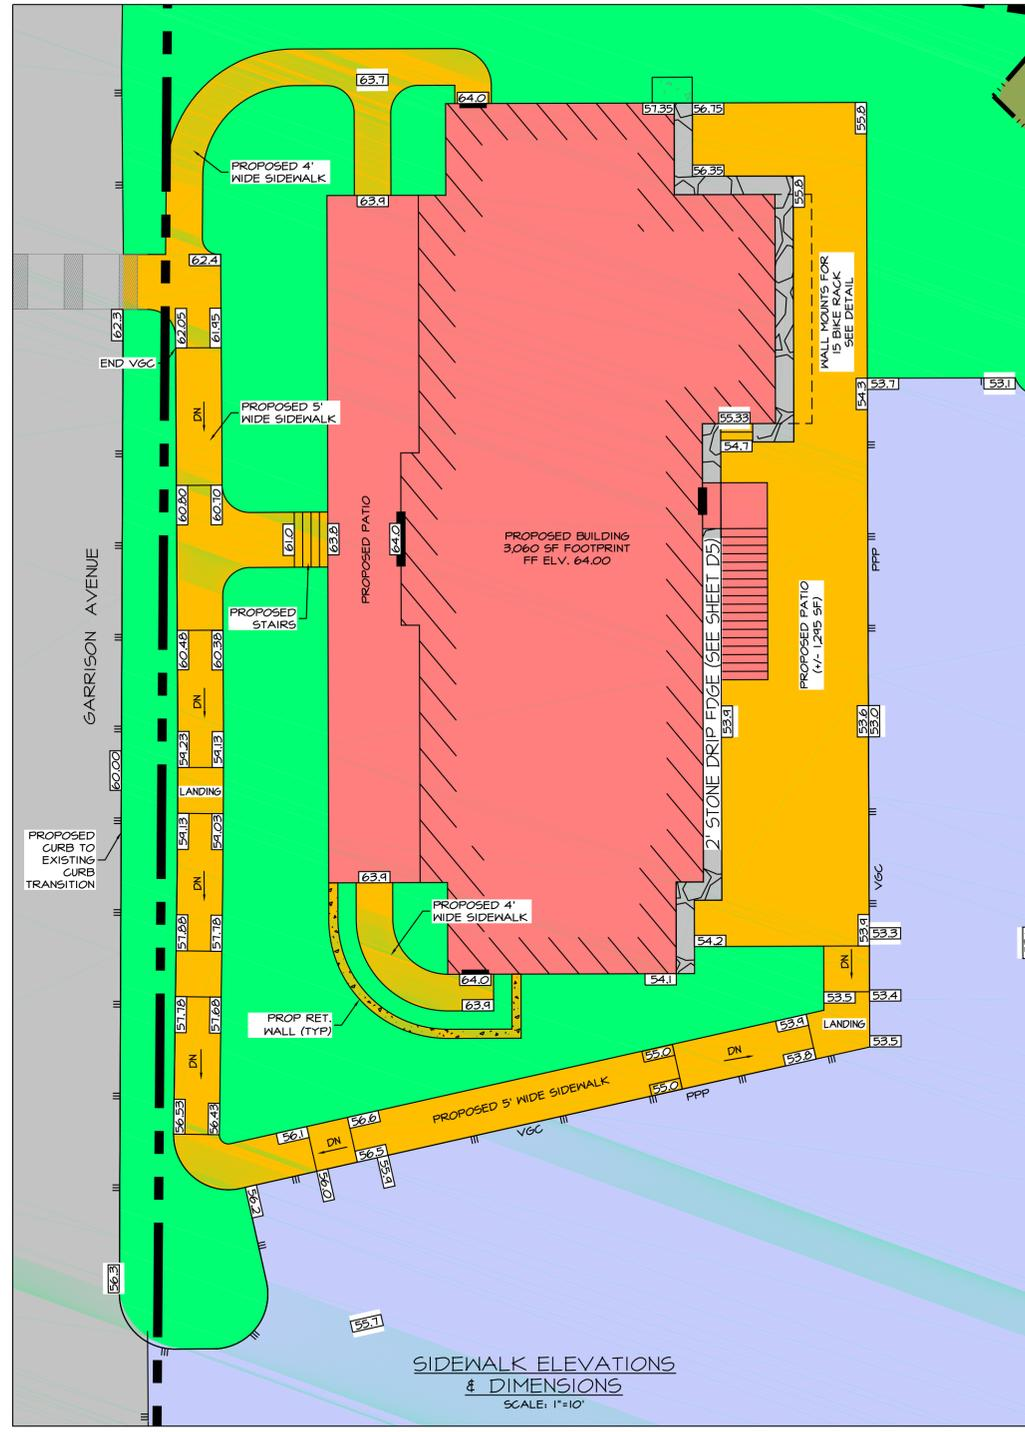 63.7
64.0
57.35
56.75
55.8
PROPOSED 4'
WIDE SIDEWALK
56.35
55.8
63.9
62.4
62.3
62.05
61.95
WALL MOUNTS FOR
15 BIKE RACK
SEE DETAIL
END VGC
53.7
53.1
54.3
DN
PROPOSED 5'
WIDE SIDEWALK
55.33
54.7
60.80
60.70
61.0
63.8
PROPOSED PATIO
64.0
PROPOSED BUILDING
3,060 SF FOOTPRINT
FF ELV. 64.00
PPP
GARRISON AVENUE
PROPOSED
STAIRS
60.48
60.38
DN
2' STONE DRIP EDGE (SEE SHEET D5)
PROPOSED PATIO
(+/- 1,295 SF)
59.23
59.13
53.9
53.6
53.0
60.00
LANDING
59.13
59.03
PROPOSED
CURB TO
EXISTING
CURB
TRANSITION
DN
63.9
VGC
57.88
57.78
PROPOSED 4'
WIDE SIDEWALK
53.9
53.3
54.2
DN
64.0
54.1
63.9
53.5
53.4
57.78
57.68
PROP RET.
WALL (TYP)
53.9
LANDING
53.5
DN
55.0
DN
53.8
55.0
PROPOSED 5' WIDE SIDEWALK
PPP
56.53
56.43
56.1
56.6
DN
56.5
VGC
56.0
55.9
56.2
56.3
55.7
SIDEWALK ELEVATIONS
& DIMENSIONS
SCALE: 1"=10'